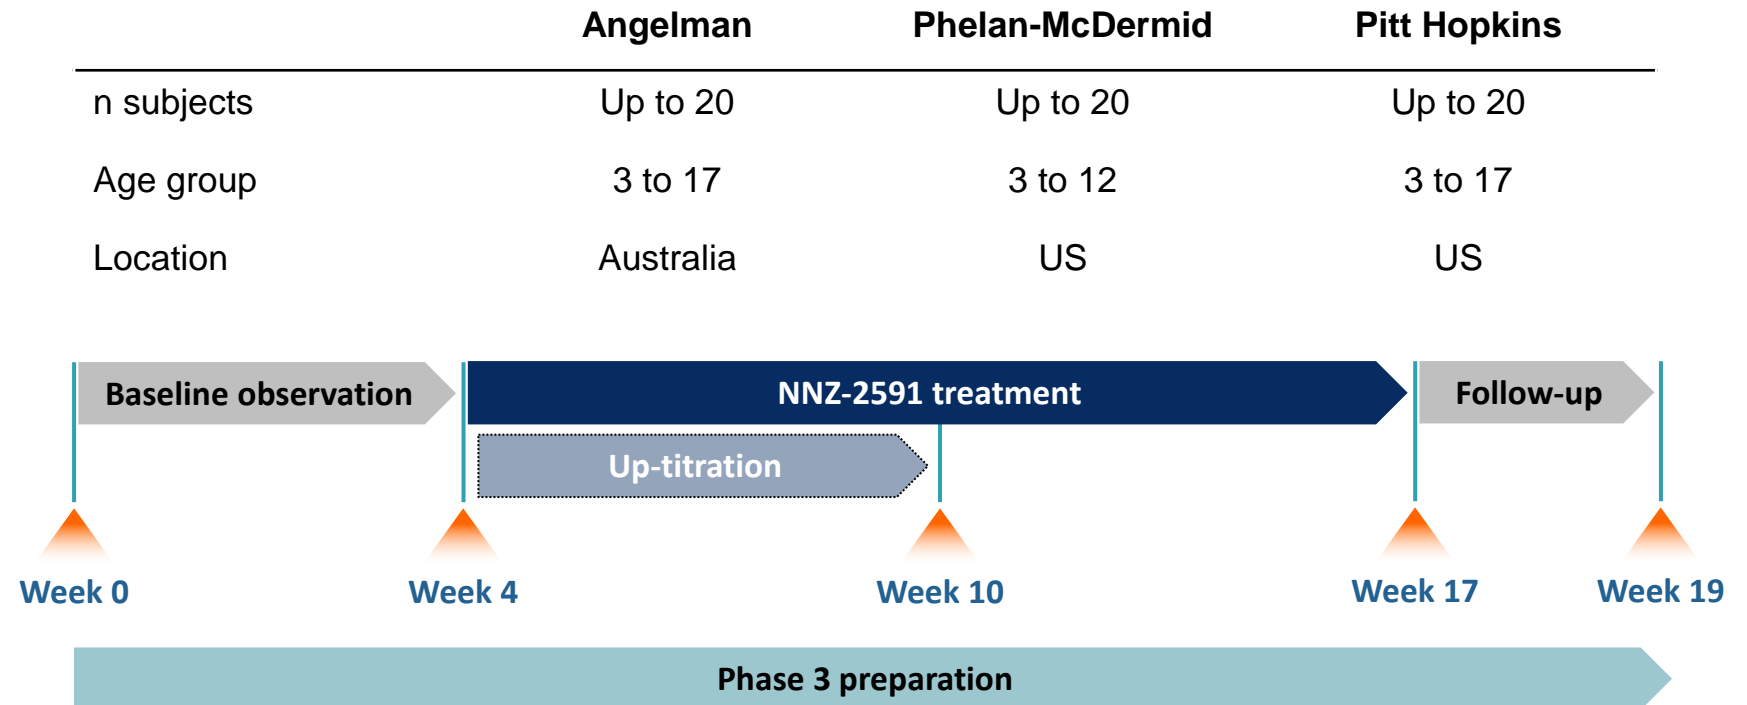 Angelman Phelan-McDermid Pitt Hopkins
n subjects Up to 20 Up to 20 Up to 20
Age group 3 to 17 3 to 12 3 to 17
Location Australia US US
Baseline observation NNZ-2591 treatment Follow-up
Up-titration
Week 0 Week 4 Week 10 Week 17 Week 19
Phase 3 preparation